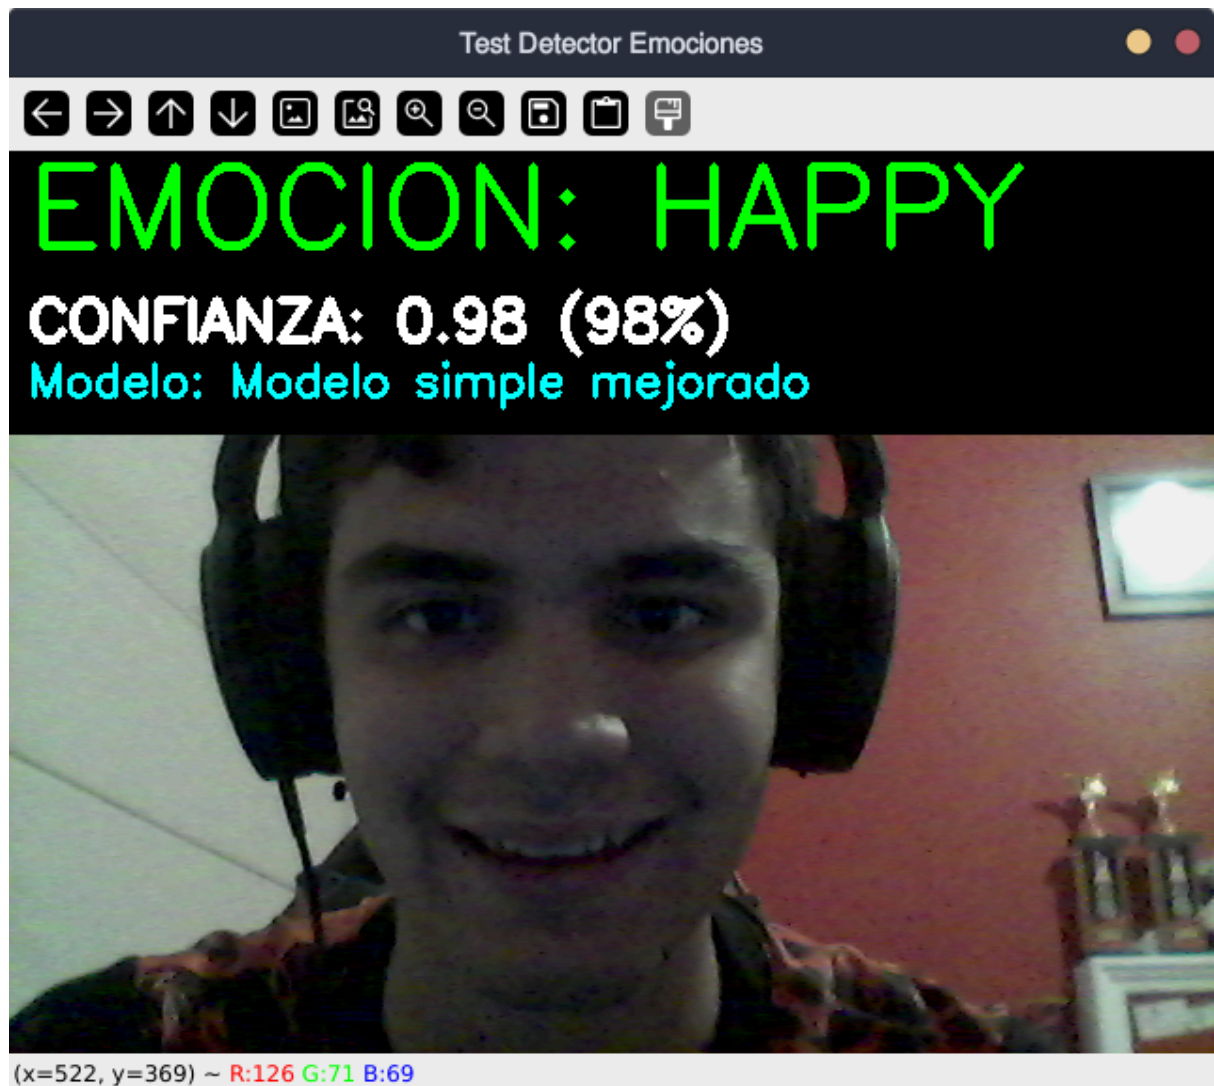 Test Detector Emociones
EMOCION: HAPPY
CONFIANZA: 0.98 (98%)
Modelo: Modelo simple mejorado
(x=522, y=369) ~ R:126 G:71 B:69